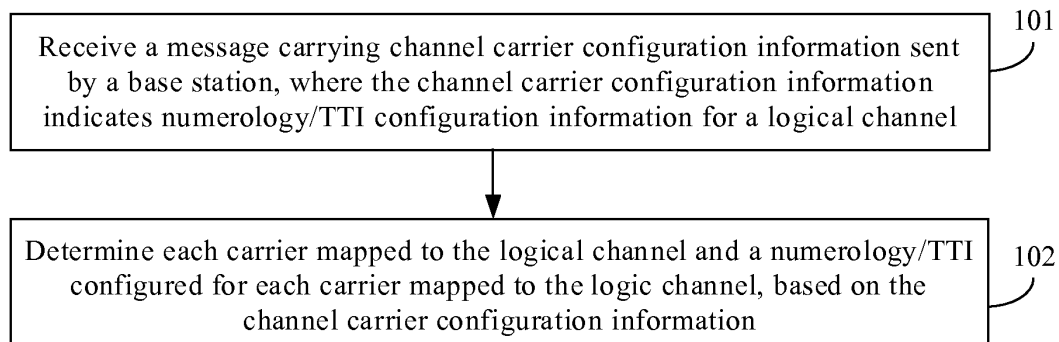 Receive a message carrying channel carrier configuration information sent
by a base station, where the channel carrier configuration information
indicates numerology/TTI configuration information for a logical channel
101
Determine each carrier mapped to the logical channel and a numerology/TTI
configured for each carrier mapped to the logic channel, based on the
channel carrier configuration information
102